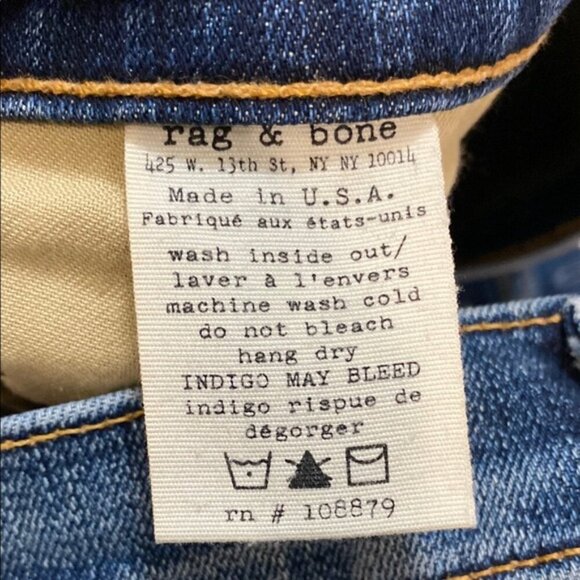 rag & bone
425 W. 13th St, NY NY 10014
Made in U.S.A.
Fabriqué aux états-unis
wash inside out/
laver à l'envers
machine wash cold
do not bleach
hang dry
INDIGO MAY BLEED
indigo rispue de
dégorger
rn # 108879